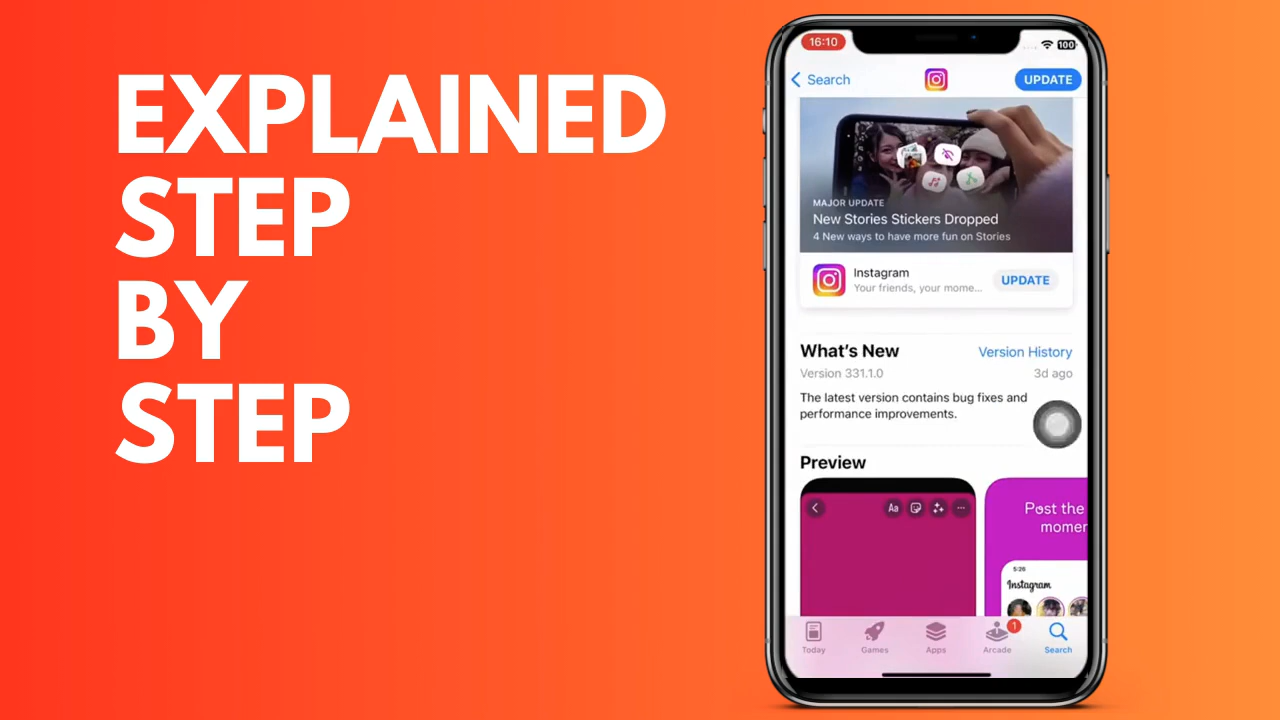 EXPLAINED
STEP
BY
STEP
16:10
100
Search
UPDATE
MAJOR UPDATE
New Stories Stickers Dropped
4 New ways to have more fun on Stories
Instagram
UPDATE
Your friends, your mome...
What's New
Version History
Version 331.1.0
3d ago
The latest version contains bug fixes and
performance improvements.
Preview
Aa
Post the
momen
5:26
Instagram
1
Today
Games
Apps
Arcade
Search